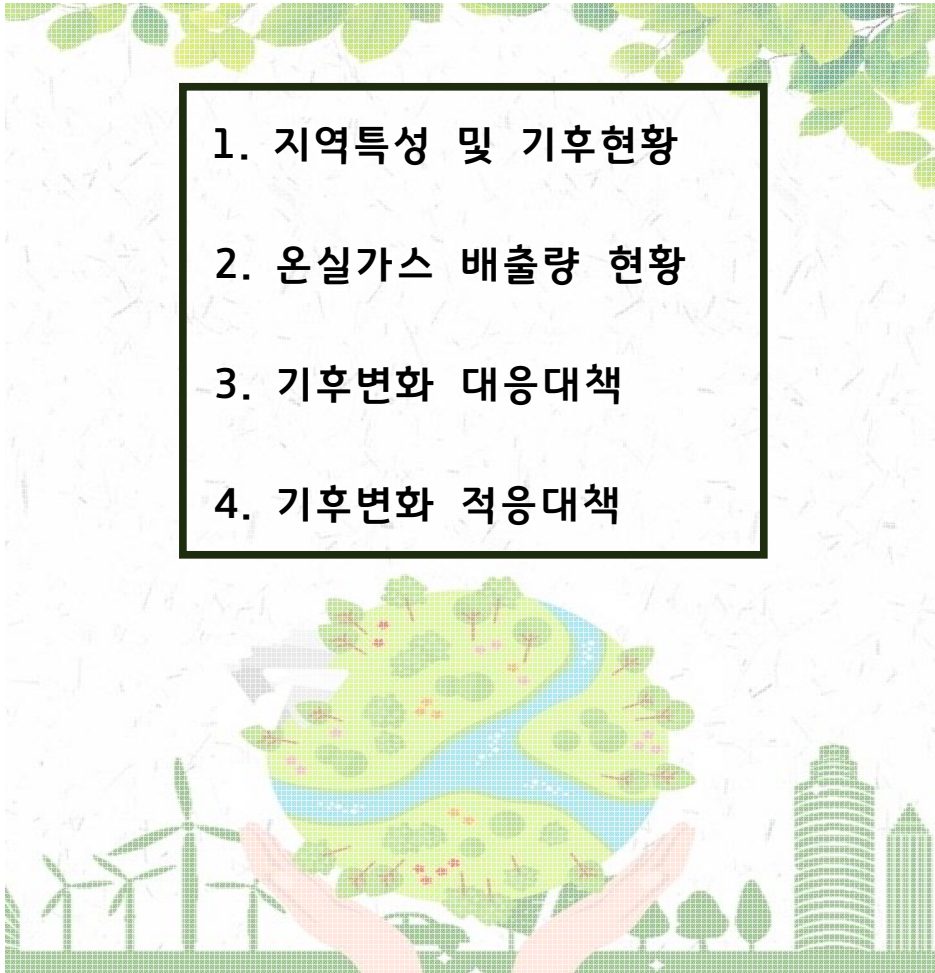 1. 지역특성 및 기후현황
2. 온실가스 배출량 현황
3. 기후변화 대응대책
4. 기후변화 적응대책